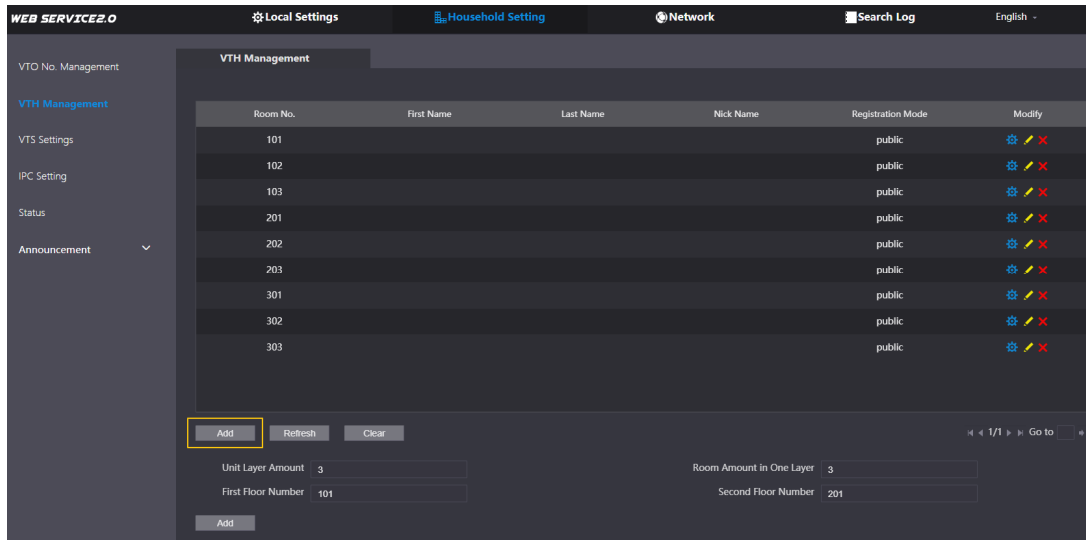 WEB SERVICE2.0 Local Settings Household Setting Network Search Log English
VTO No. Management
VTH Management
VTS Settings
IPC Setting
Status
Announcement
VTH Management
Room No. First Name Last Name Nick Name Registration Mode Modify
101 public
102 public
103 public
201 public
202 public
203 public
301 public
302 public
303 public
Add Refresh Clear 1/1 Go to
Unit Layer Amount 3 Room Amount in One Layer 3
First Floor Number 101 Second Floor Number 201
Add